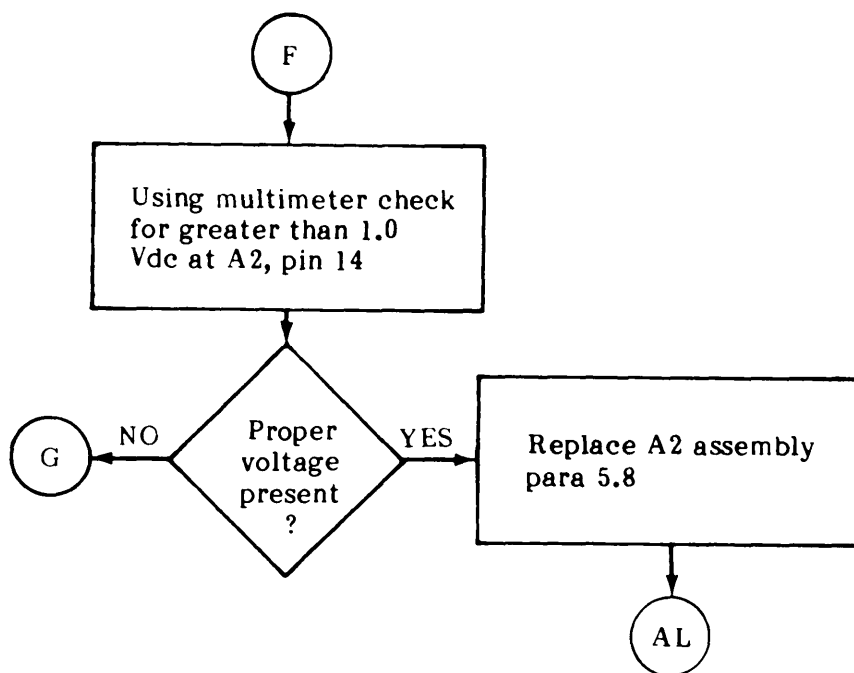 F
Using multimeter check
for greater than 1.0
Vdc at A2, pin 14
G
NO
Proper
voltage
present
?
YES
Replace A2 assembly
para 5.8
AL